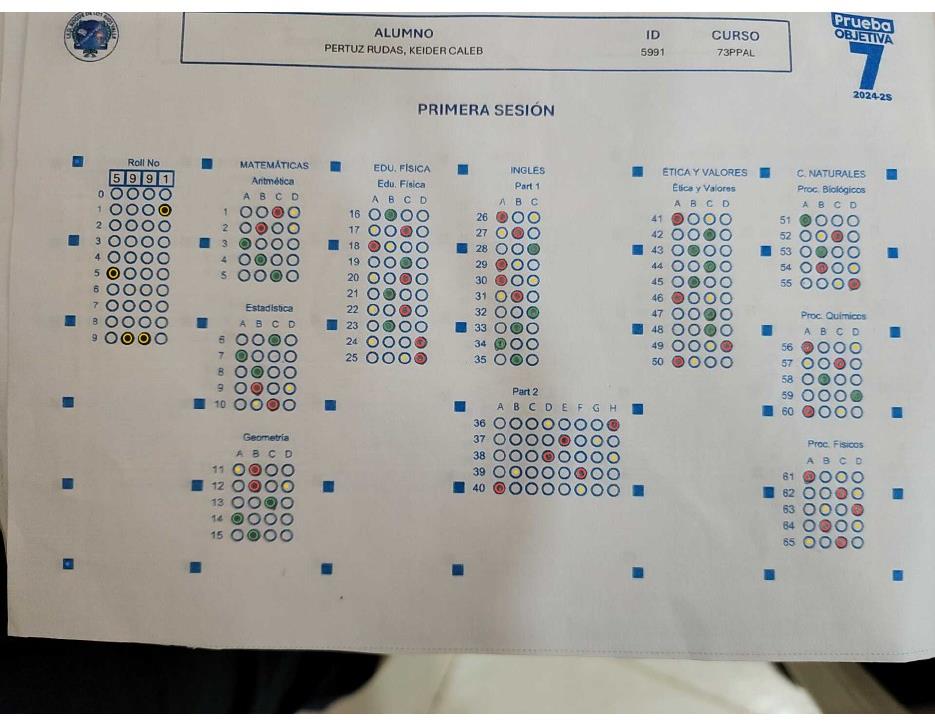 ALUMNO ID CURSO
PERTUZ RUDAS, KEIDER CALEB 5991 73PPAL
Prueba
OBJETIVA
7
2024-2S
PRIMERA SESIÓN
Roll No
5 9 9 1
0
1
2
3
4
5
6
7
8
9
MATEMÁTICAS
Aritmética
A B C D
1
2
3
4
5
Estadística
A B C D
6
7
8
9
10
Geometría
A B C D
11
12
13
14
15
EDU. FÍSICA
Edu. Física
A B C D
16
17
18
19
20
21
22
23
24
25
INGLÉS
Part 1
A B C
26
27
28
29
30
31
32
33
34
35
Part 2
A B C D E F G H
36
37
38
39
40
ÉTICA Y VALORES
Ética y Valores
A B C D
41
42
43
44
45
46
47
48
49
50
C. NATURALES
Proc. Biológicos
A B C D
51
52
53
54
55
Proc. Químicos
A B C D
56
57
58
59
60
Proc. Físicos
A B C D
61
62
63
64
65